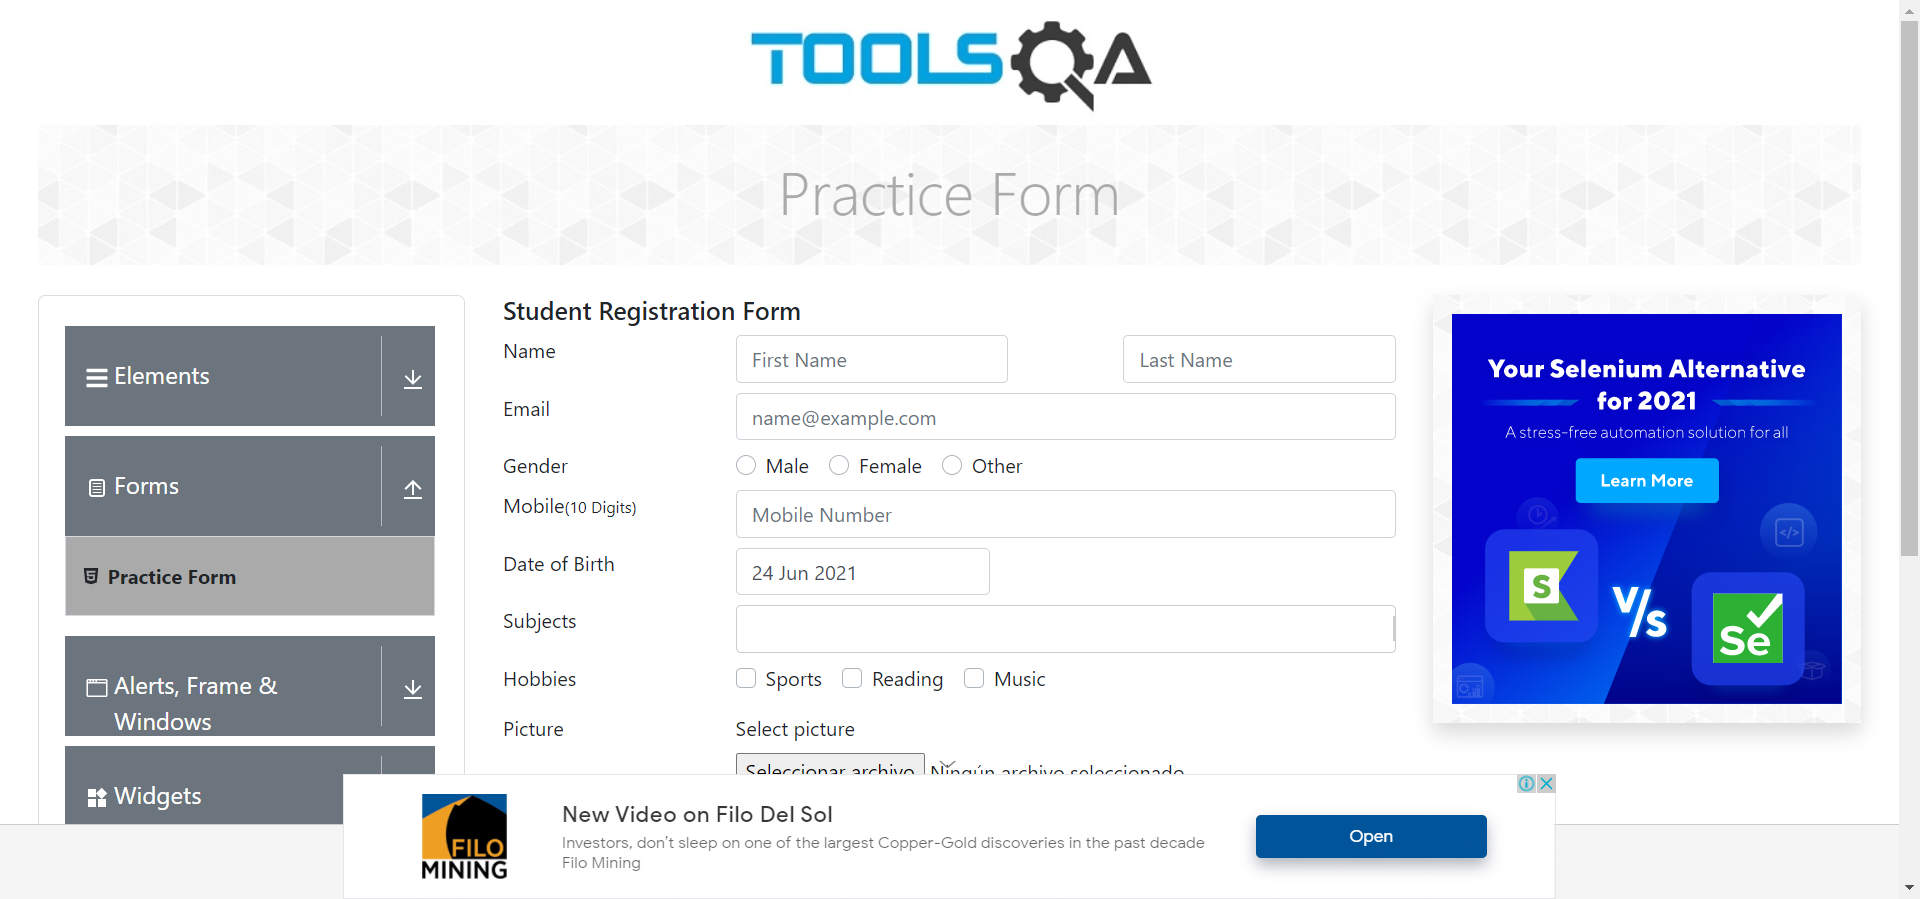 TOOLSQA
Practice Form
Elements
Forms
Practice Form
Alerts, Frame &
Windows
Widgets
Student Registration Form
Name
First Name
Last Name
Email
name@example.com
Gender
Male
Female
Other
Mobile(10 Digits)
Mobile Number
Date of Birth
24 Jun 2021
Subjects
Hobbies
Sports
Reading
Music
Picture
Select picture
Seleccionar archivo
Ningún archivo seleccionado
Your Selenium Alternative
for 2021
A stress-free automation solution for all
Learn More
S
V/s
Se
FILO
MINING
New Video on Filo Del Sol
Investors, don't sleep on one of the largest Copper-Gold discoveries in the past decade
Filo Mining
Open